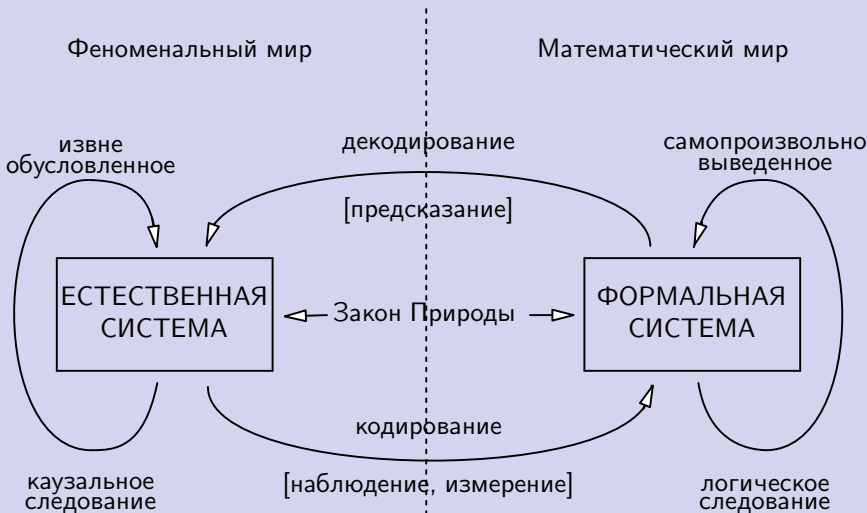 Феноменальный мир
Математический мир
извне
обусловленное
декодирование
самопроизвольно
выведенное
[предсказание]
ЕСТЕСТВЕННАЯ
СИСТЕМА
Закон Природы
ФОРМАЛЬНАЯ
СИСТЕМА
кодирование
каузальное
следование
[наблюдение, измерение]
логическое
следование